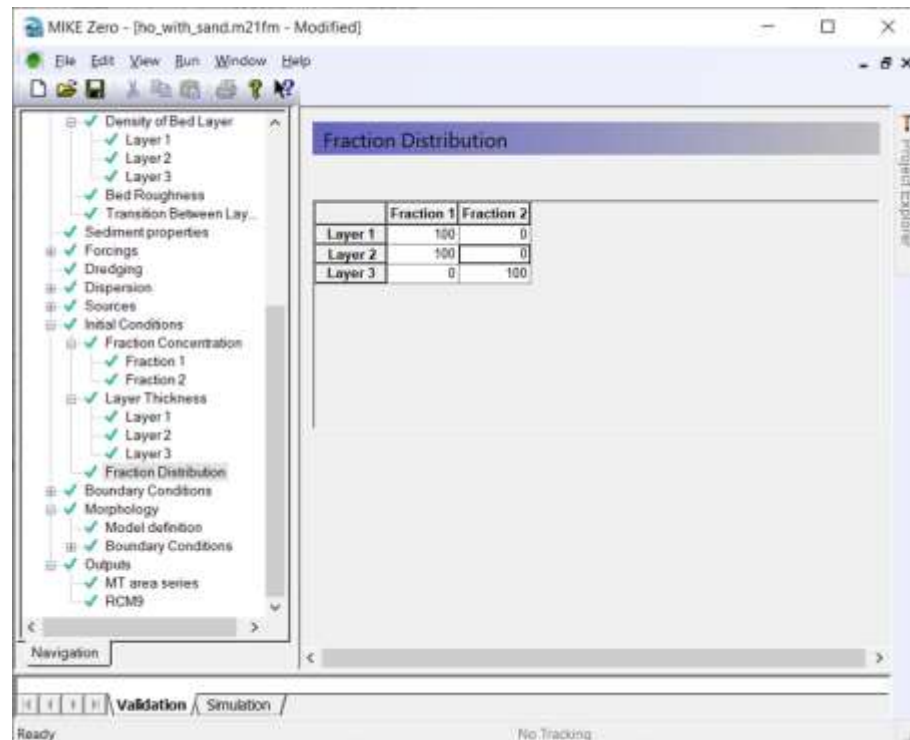 MIKE Zero - [ho_with_sand.m21fm - Modified]
File Edit View Run Window Help
Density of Bed Layer
Layer 1
Layer 2
Layer 3
Bed Roughness
Transition Between Lay...
Sediment properties
Forcings
Dredging
Dispersion
Sources
Initial Conditions
Fraction Concentration
Fraction 1
Fraction 2
Layer Thickness
Layer 1
Layer 2
Layer 3
Fraction Distribution
Boundary Conditions
Morphology
Model definition
Boundary Conditions
Outputs
MT area series
RCM9
Navigation
Fraction Distribution
Fraction 1 Fraction 2
Layer 1 100 0
Layer 2 100 0
Layer 3 0 100
Project Explorer
Validation Simulation
Ready No Tracking